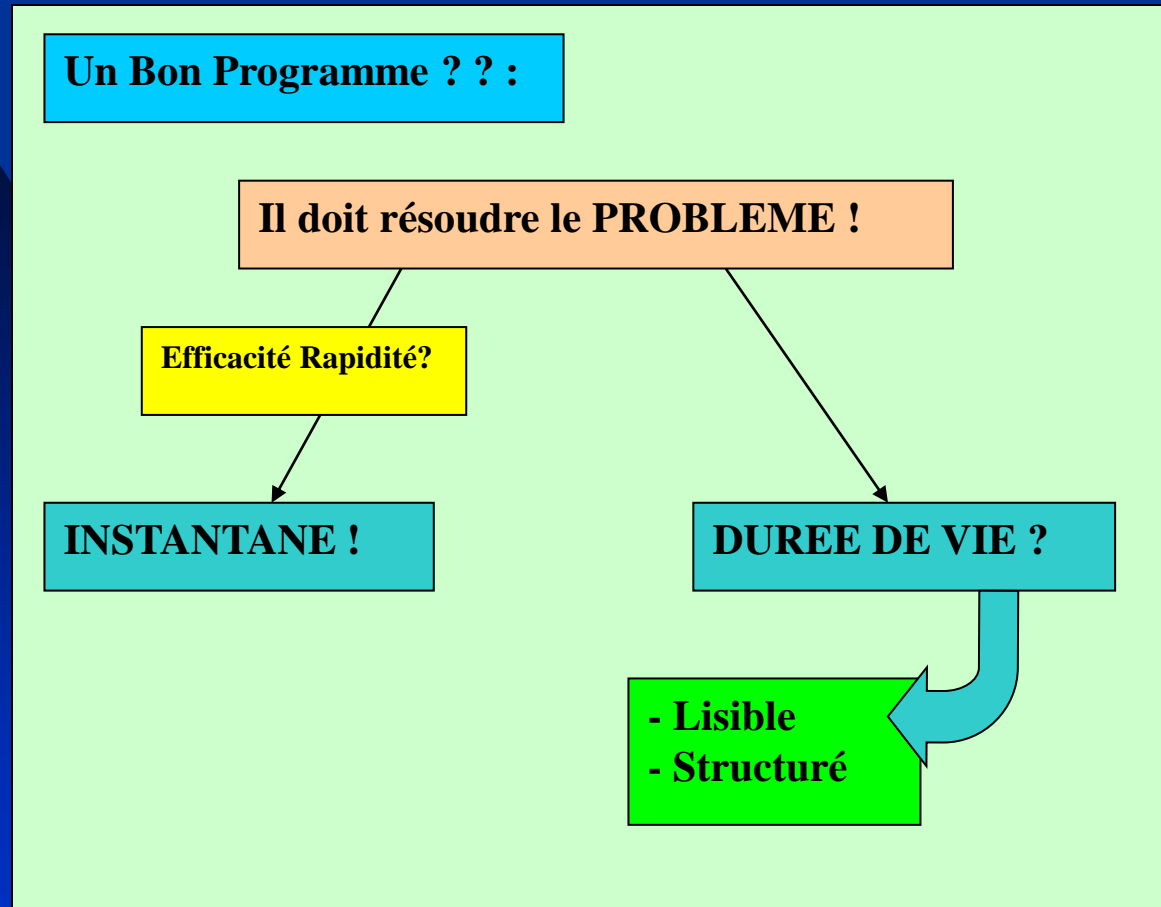 Un Bon Programme ? ? :
Il doit résoudre le PROBLEME !
Efficacité Rapidité?
INSTANTANE !
DUREE DE VIE ?
- Lisible
- Structuré